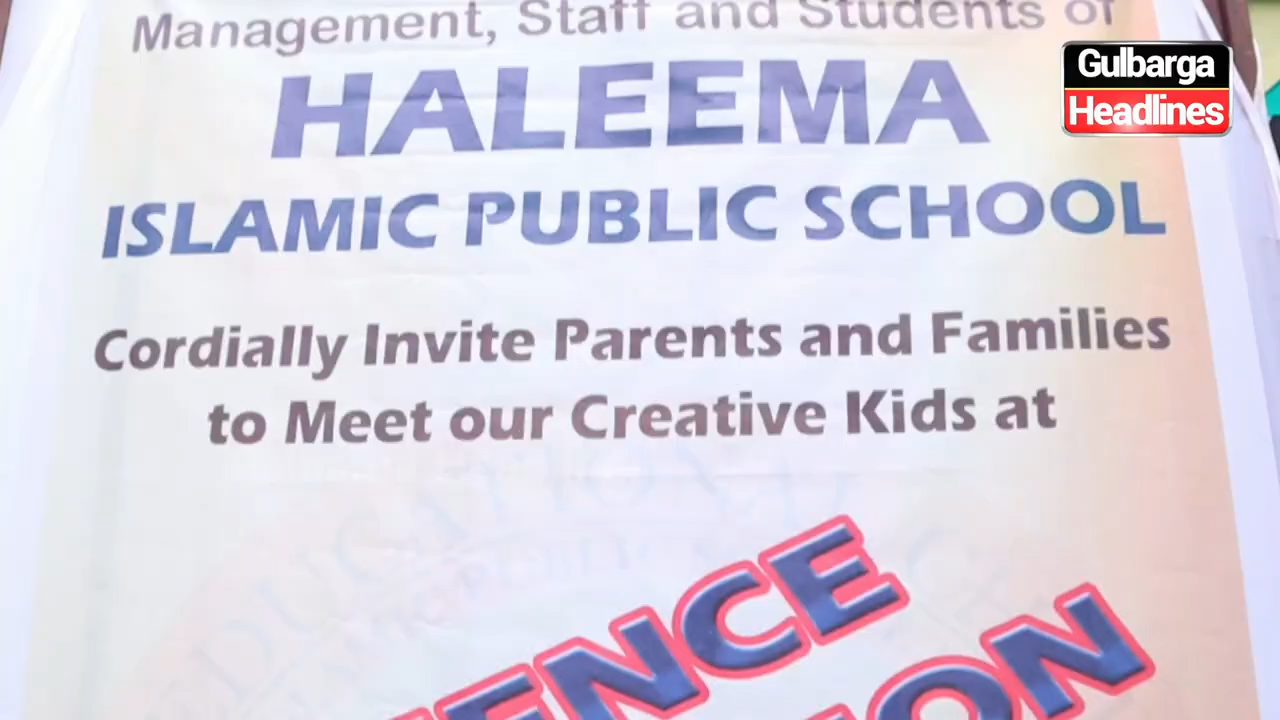 Management, Staff and Students of
HALEEMA
ISLAMIC PUBLIC SCHOOL
Cordially Invite Parents and Families
to Meet our Creative Kids at
Gulbarga
Headlines